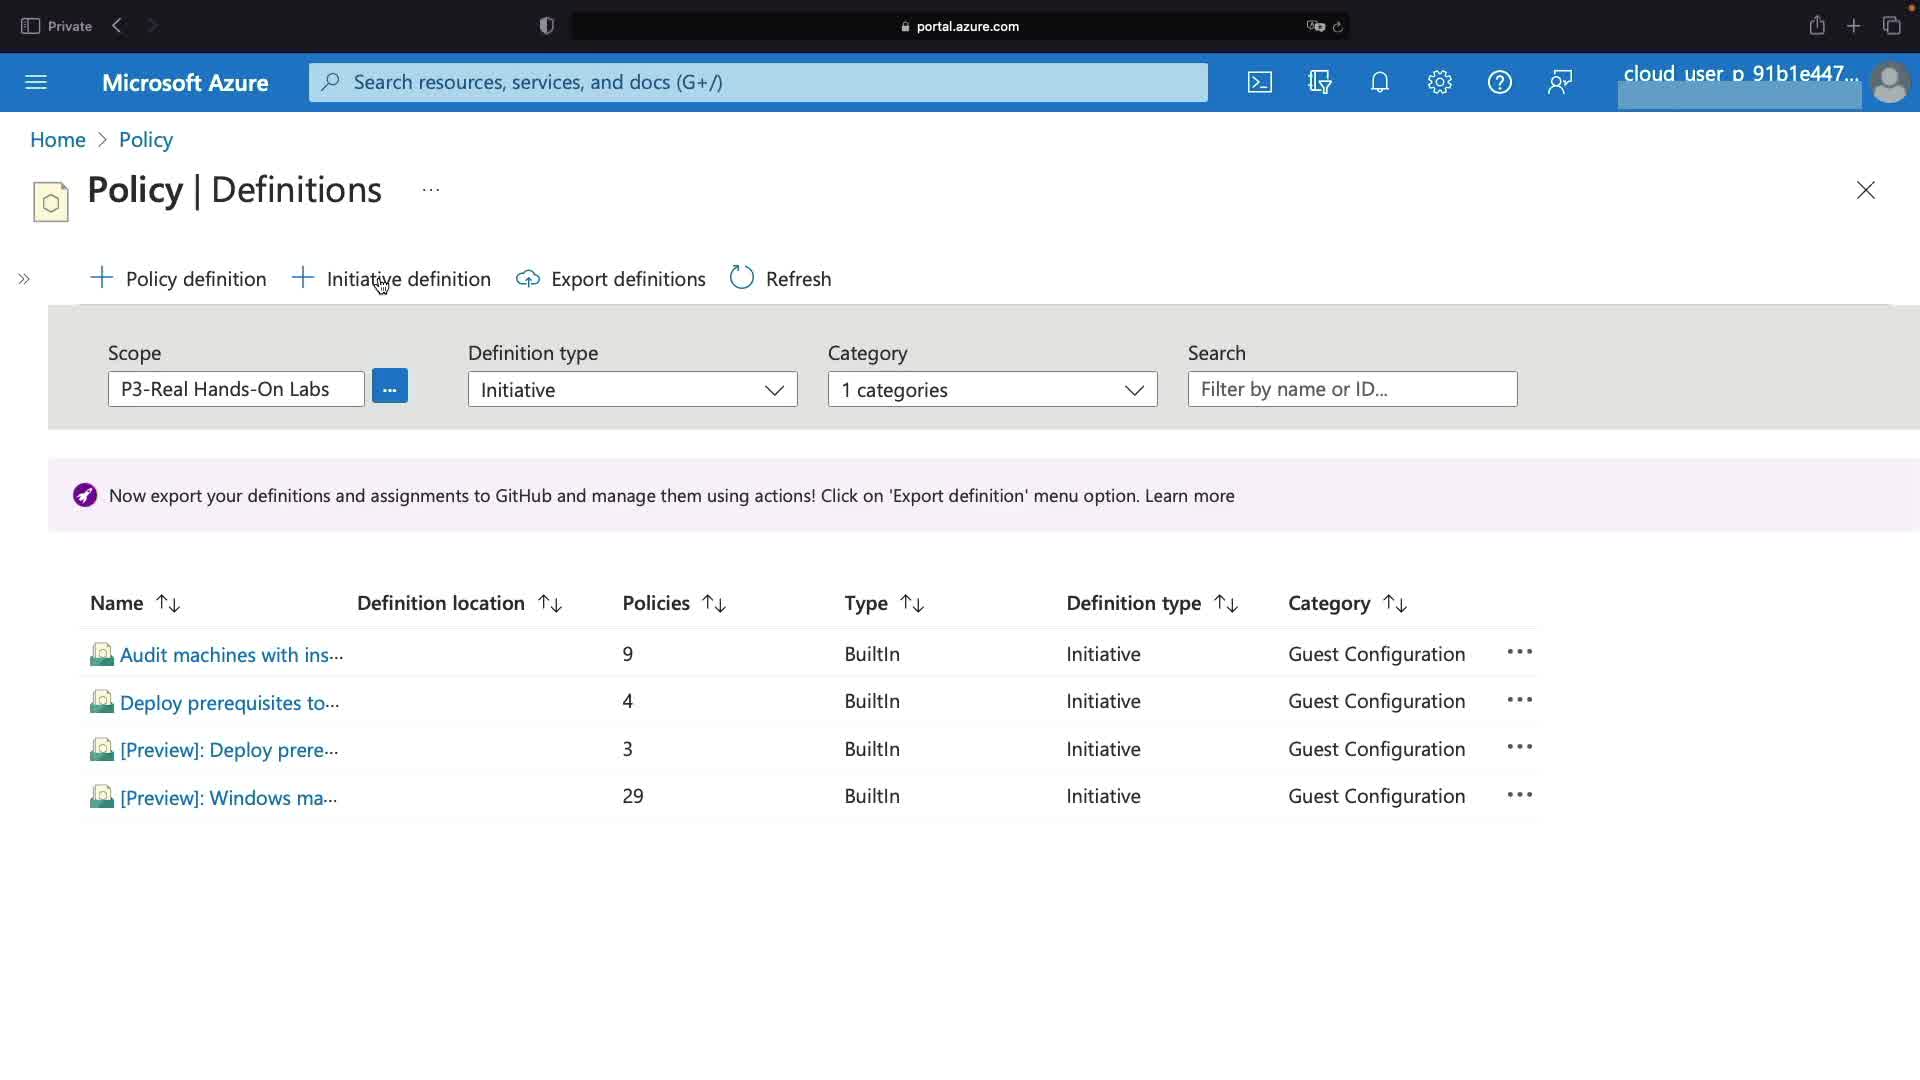 Private
portal.azure.com
Microsoft Azure
Search resources, services, and docs (G+/)
cloud_user_p_91b1e447...
Home > Policy
Policy | Definitions ...
Policy definition
Initiative definition
Export definitions
Refresh
Scope
Definition type
Category
Search
P3-Real Hands-On Labs
...
Initiative
1 categories
Filter by name or ID...
Now export your definitions and assignments to GitHub and manage them using actions! Click on 'Export definition' menu option. Learn more
Name Definition location Policies Type Definition type Category
Audit machines with ins... 9 BuiltIn Initiative Guest Configuration
Deploy prerequisites to... 4 BuiltIn Initiative Guest Configuration
[Preview]: Deploy prere... 3 BuiltIn Initiative Guest Configuration
[Preview]: Windows ma... 29 BuiltIn Initiative Guest Configuration